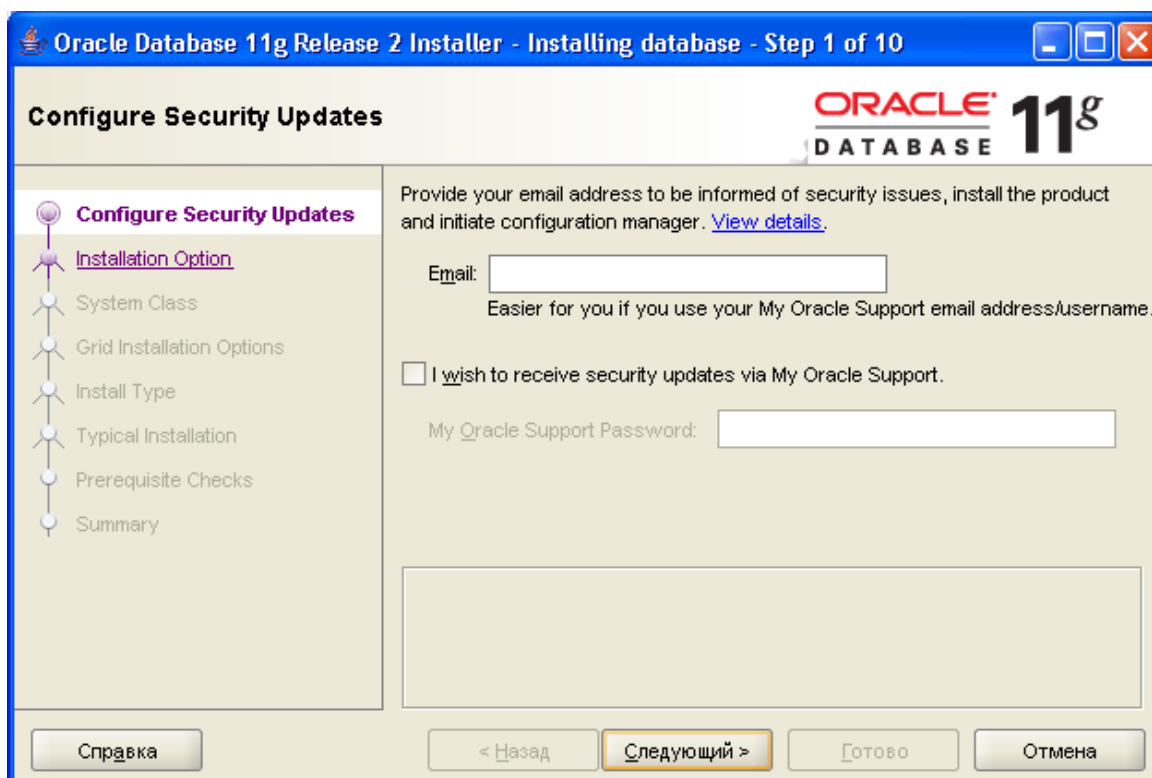 Oracle Database 11g Release 2 Installer - Installing database - Step 1 of 10
Configure Security Updates
ORACLE
DATABASE
11g
Configure Security Updates
Installation Option
System Class
Grid Installation Options
Install Type
Typical Installation
Prerequisite Checks
Summary
Provide your email address to be informed of security issues, install the product
and initiate configuration manager. View details.
Email:
Easier for you if you use your My Oracle Support email address/username.
I wish to receive security updates via My Oracle Support.
My Oracle Support Password:
Справка
< Назад
Следующий >
Готово
Отмена